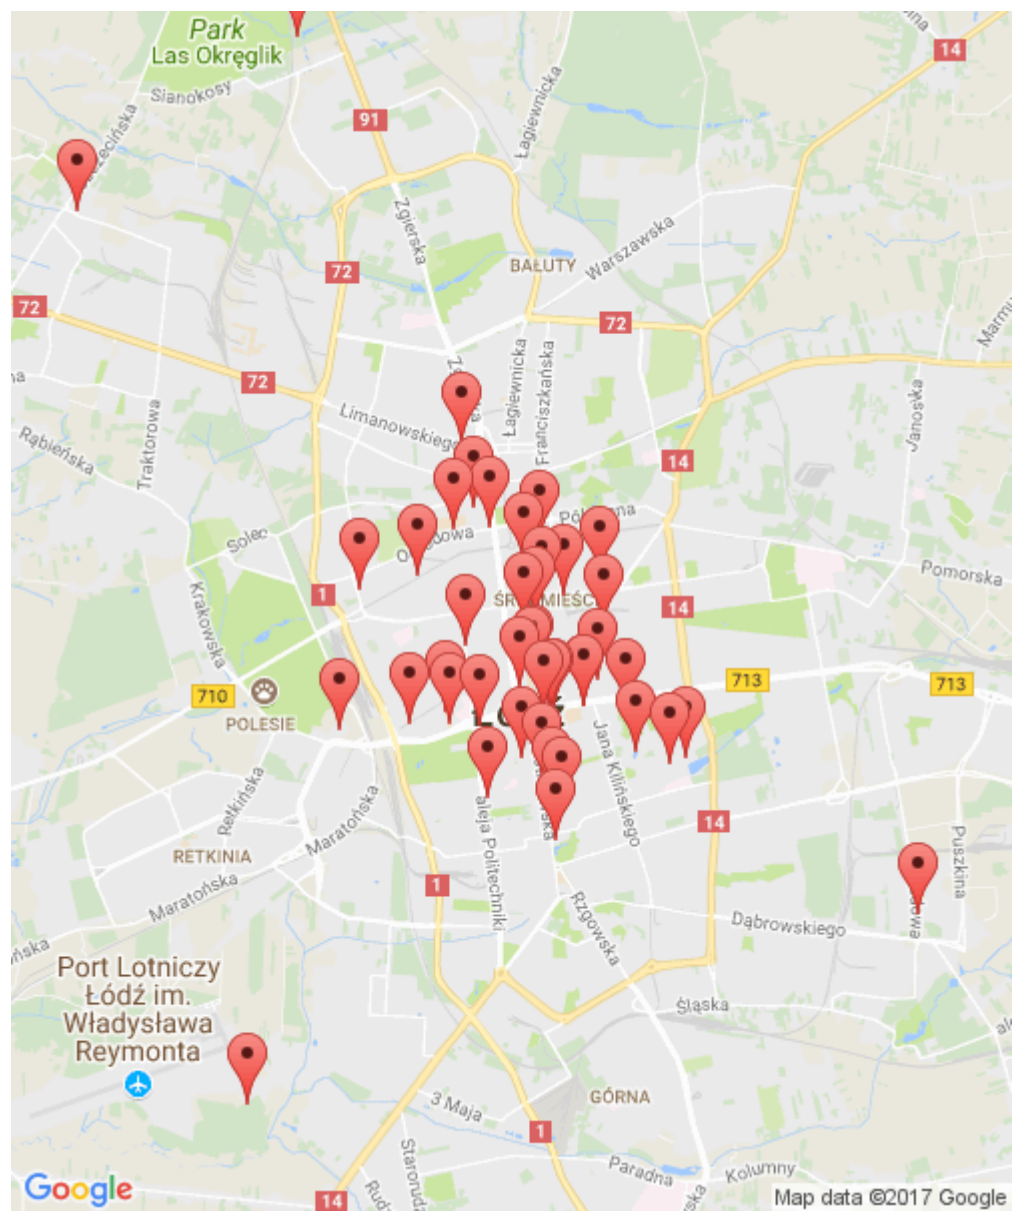 Park
Las Okręglik
14
Sianokosy
91
Łagiewnicka
Zgierska
Warszawska
BAŁUTY
72
72
72
72
Łagiewnicka
Franciszkańska
Limanowskiego
Janoska
Traktorowa
Rąbieńska
14
Solec
Pomorska
Krakowska
1
14
710
713
713
POLESIE
Jana Kilińskiego
Retkińska
Maratońska
aleja Politechniki
14
RETKINIA
Puszkina
1
Maratońska
Rzgowska
Dąbrowskiego
Port Lotniczy
Łódź im.
Władysława
Reymonta
Śląska
GÓRNA
3 Maja
1
Paradna
Kolumny
14
Google
Map data ©2017 Google